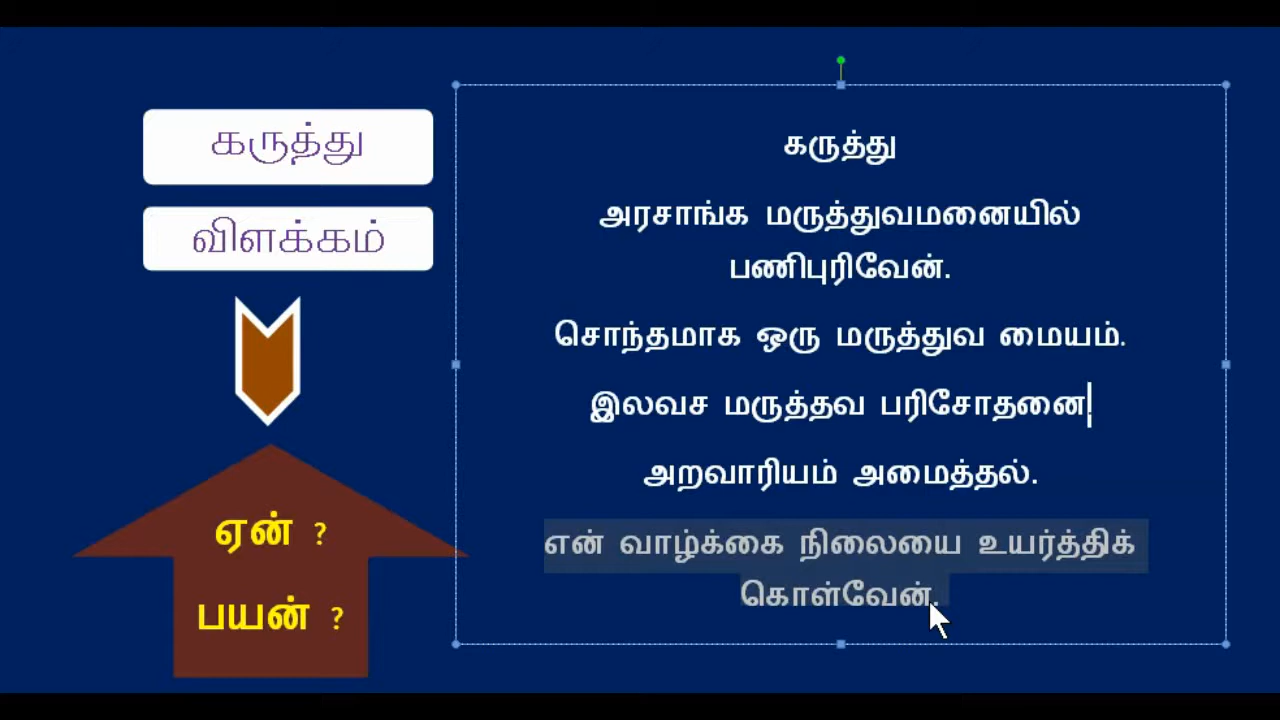 கருத்து
விளக்கம்
ஏன் ?
பயன் ?
கருத்து
அரசாங்க மருத்துவமனையில்
பணிபுரிவேன்.
சொந்தமாக ஒரு மருத்துவ மையம்.
இலவச மருத்தவ பரிசோதனை
அறவாரியம் அமைத்தல்.
என் வாழ்க்கை நிலையை உயர்த்திக்
கொள்வேன்.